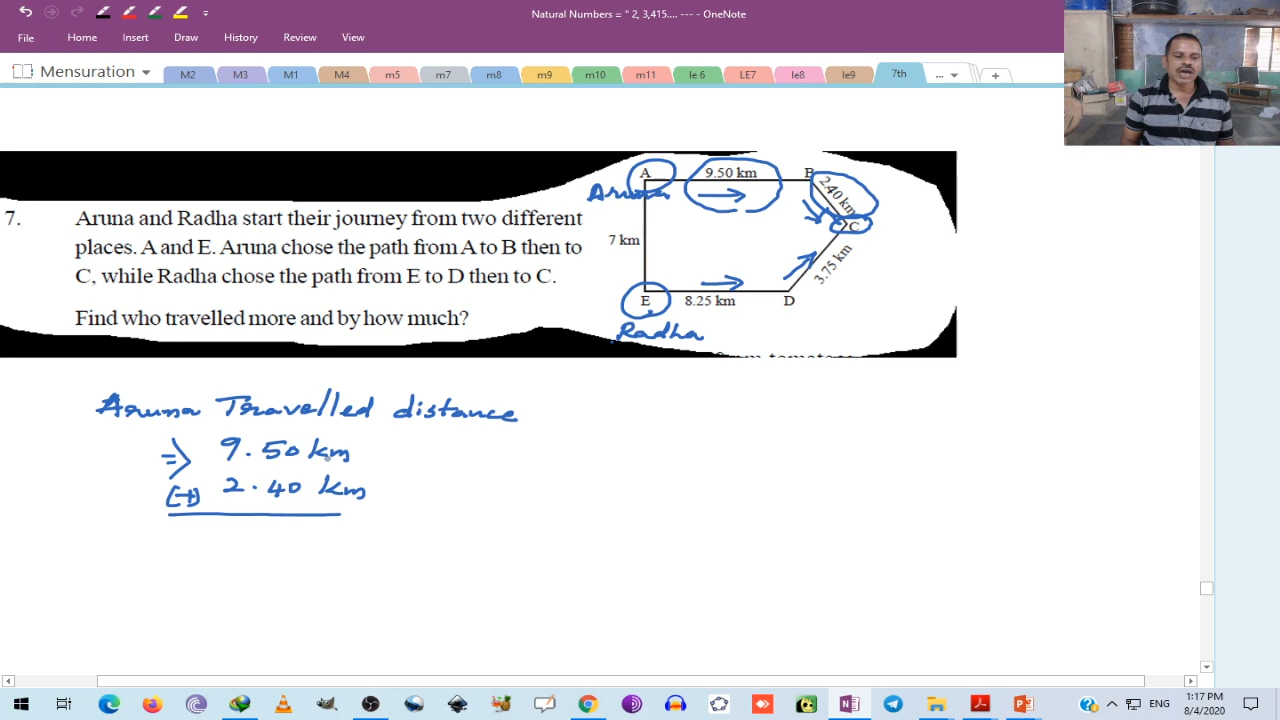 Natural Numbers = " 2, 3,415.... --- - OneNote
File Home Insert Draw History Review View
Mensuration M2 M3 M1 M4 m5 m7 m8 m9 m10 m11 le 6 LE7 le8 le9 7th ... +
7. Aruna and Radha start their journey from two different
places. A and E. Aruna chose the path from A to B then to
C, while Radha chose the path from E to D then to C.
Find who travelled more and by how much?
A 9.50 km B
Aruna 2.40 km
C
7 km
3.75 km
E 8.25 km D
Radha
Aruna Travelled distance
⇒ 9.50 km
(+) 2.40 km
1:17 PM
ENG
8/4/2020